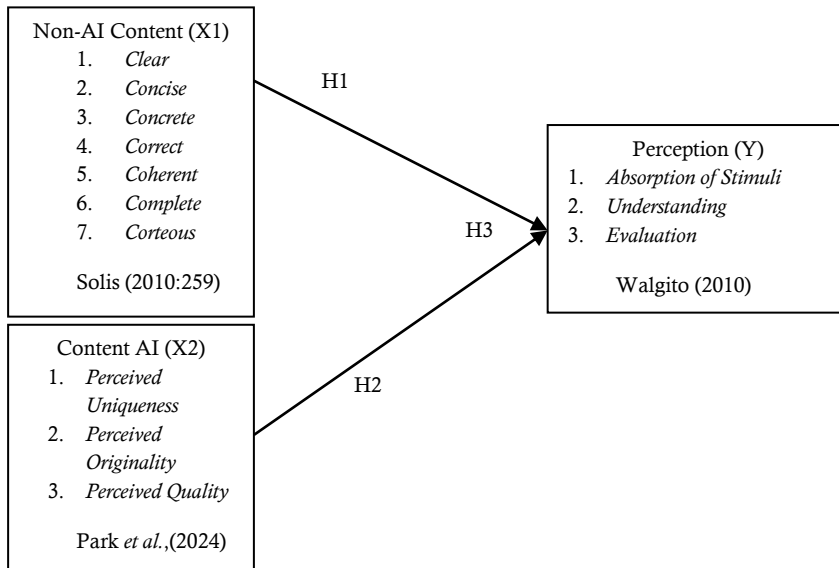 Non-AI Content (X1)
1. Clear
2. Concise
3. Concrete
4. Correct
5. Coherent
6. Complete
7. Corteous
Solis (2010:259)
H1
Perception (Y)
1. Absorption of Stimuli
2. Understanding
3. Evaluation
Walgito (2010)
H3
Content AI (X2)
1. Perceived
Uniqueness
2. Perceived
Originality
3. Perceived Quality
Park et al.,(2024)
H2